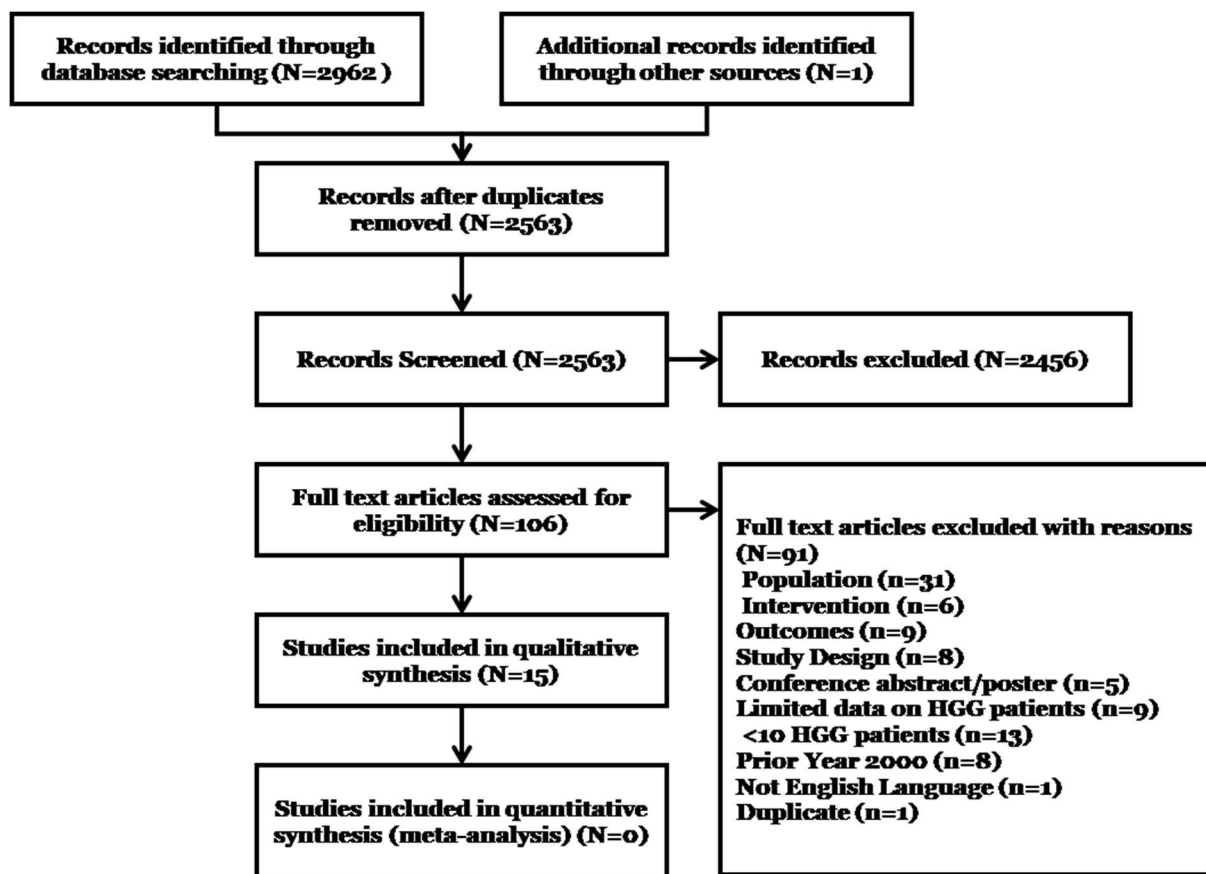 Records identified through
database searching (N=2962 )
Additional records identified
through other sources (N=1)
Records after duplicates
removed (N=2563)
Records Screened (N=2563)
Records excluded (N=2456)
Full text articles assessed for
eligibility (N=106)
Full text articles excluded with reasons
(N=91)
Population (n=31)
Intervention (n=6)
Outcomes (n=9)
Study Design (n=8)
Conference abstract/poster (n=5)
Limited data on HGG patients (n=9)
<10 HGG patients (n=13)
Prior Year 2000 (n=8)
Not English Language (n=1)
Duplicate (n=1)
Studies included in qualitative
synthesis (N=15)
Studies included in quantitative
synthesis (meta-analysis) (N=0)